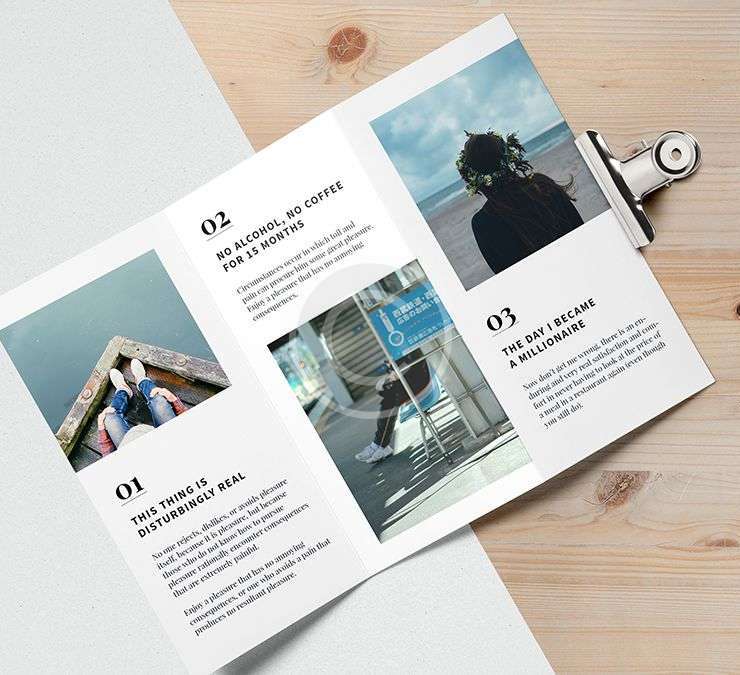 01
THIS THING IS
DISTURBINGLY REAL
No one rejects, dislikes, or avoids pleasure
itself, because it is pleasure, but because
those who do not know how to pursue
pleasure rationally encounter consequences
that are extremely painful.
Enjoy a pleasure that has no annoying
consequences, or one who avoids a pain that
produces no resultant pleasure.
02
NO ALCOHOL, NO COFFEE
FOR 15 MONTHS
Circumstances occur in which toil and
pain can procure him some great pleasure.
Enjoy a pleasure that has no annoying
consequences.
03
THE DAY I BECAME
A MILLIONAIRE
Now don't get me wrong, there is an en-
during and very real satisfaction and com-
fort in never having to look at the price of
a meal in a restaurant again (even though
you still do).